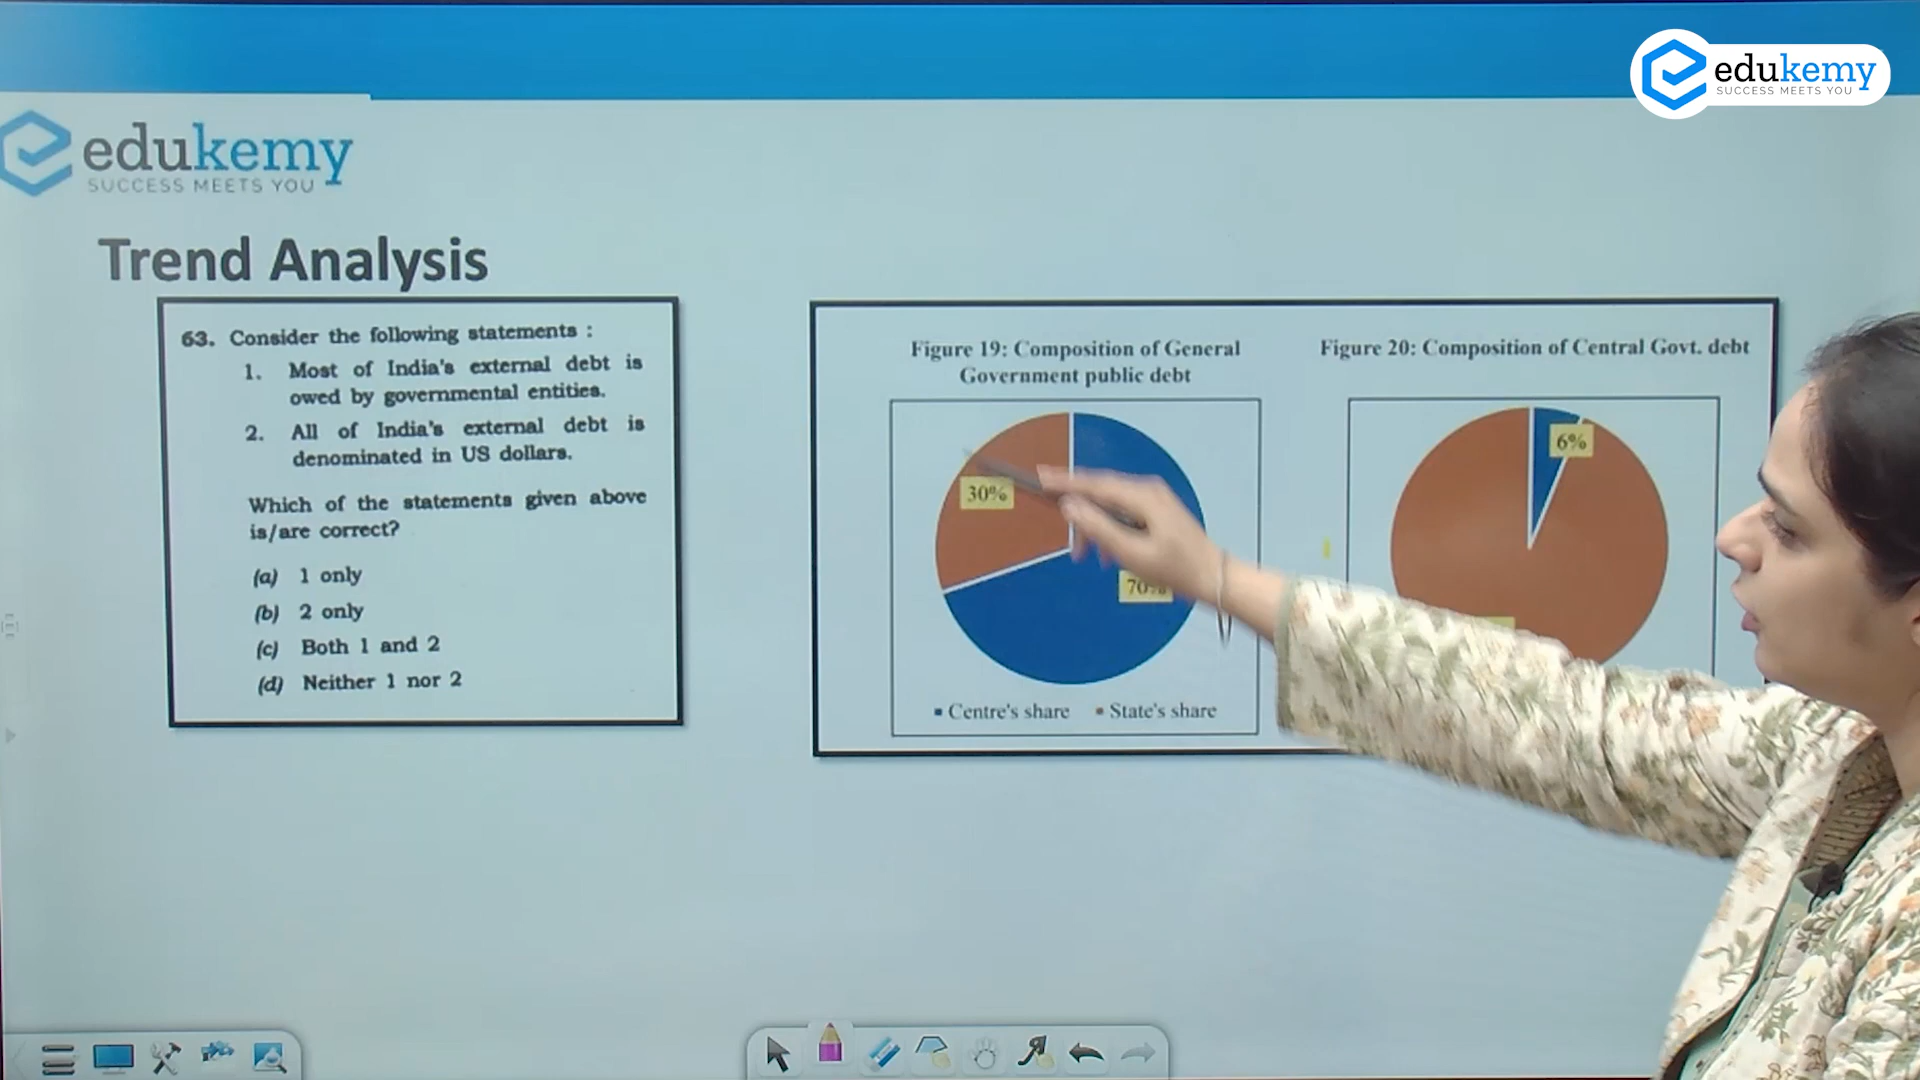 edukemy
SUCCESS MEETS YOU
edukemy
SUCCESS MEETS YOU
Trend Analysis
63. Consider the following statements :
1. Most of India's external debt is
owed by governmental entities.
2. All of India's external debt is
denominated in US dollars.
Which of the statements given above
is/are correct?
(a) 1 only
(b) 2 only
(c) Both 1 and 2
(d) Neither 1 nor 2
Figure 19: Composition of General
Government public debt
30%
70%
Centre's share State's share
Figure 20: Composition of Central Govt. debt
6%